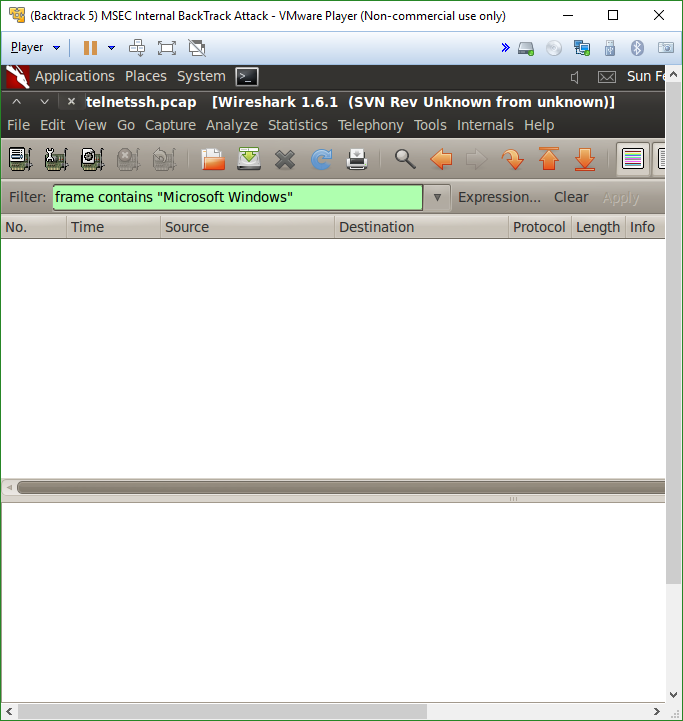 (Backtrack 5) MSEC Internal BackTrack Attack - VMware Player (Non-commercial use only)
Player
Applications Places System Sun Fe
telnetssh.pcap [Wireshark 1.6.1 (SVN Rev Unknown from unknown)]
File Edit View Go Capture Analyze Statistics Telephony Tools Internals Help
Filter: frame contains "Microsoft Windows" Expression... Clear Apply
No. Time Source Destination Protocol Length Info